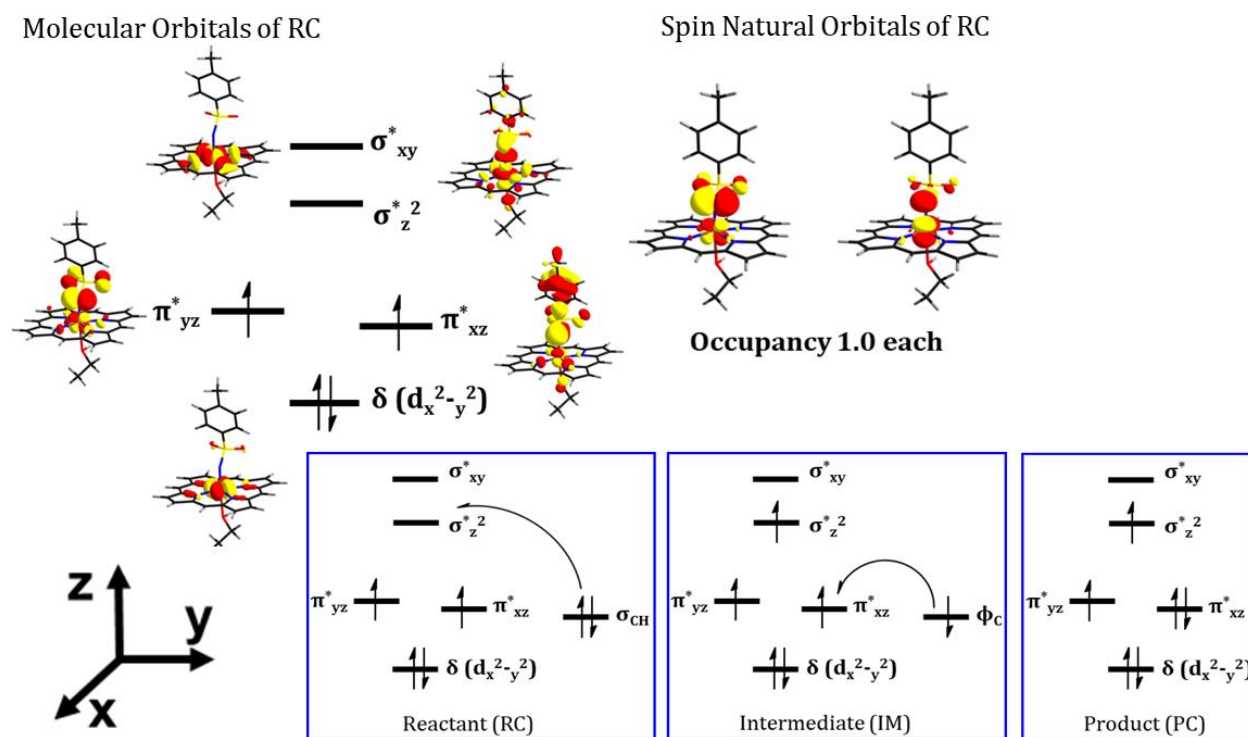 Molecular Orbitals of RC
Spin Natural Orbitals of RC
σ*xy
σ*z²
π*yz
π*xz
δ (dx²-y²)
Occupancy 1.0 each
z
y
x
σ*xy
σ*z²
π*yz
π*xz
σCH
δ (dx²-y²)
Reactant (RC)
σ*xy
σ*z²
π*yz
π*xz
ϕC
δ (dx²-y²)
Intermediate (IM)
σ*xy
σ*z²
π*yz
π*xz
δ (dx²-y²)
Product (PC)